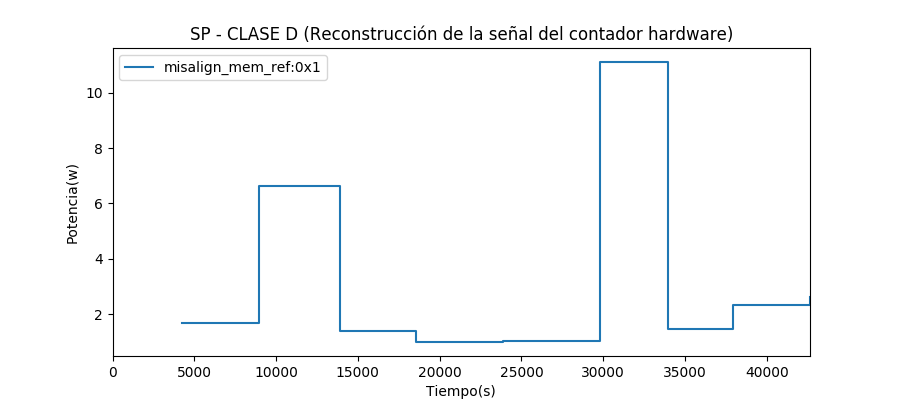 SP - CLASE D (Reconstrucción de la señal del contador hardware)
misalign_mem_ref:0x1
Potencia(w)
10
8
6
4
2
0 5000 10000 15000 20000 25000 30000 35000 40000
Tiempo(s)